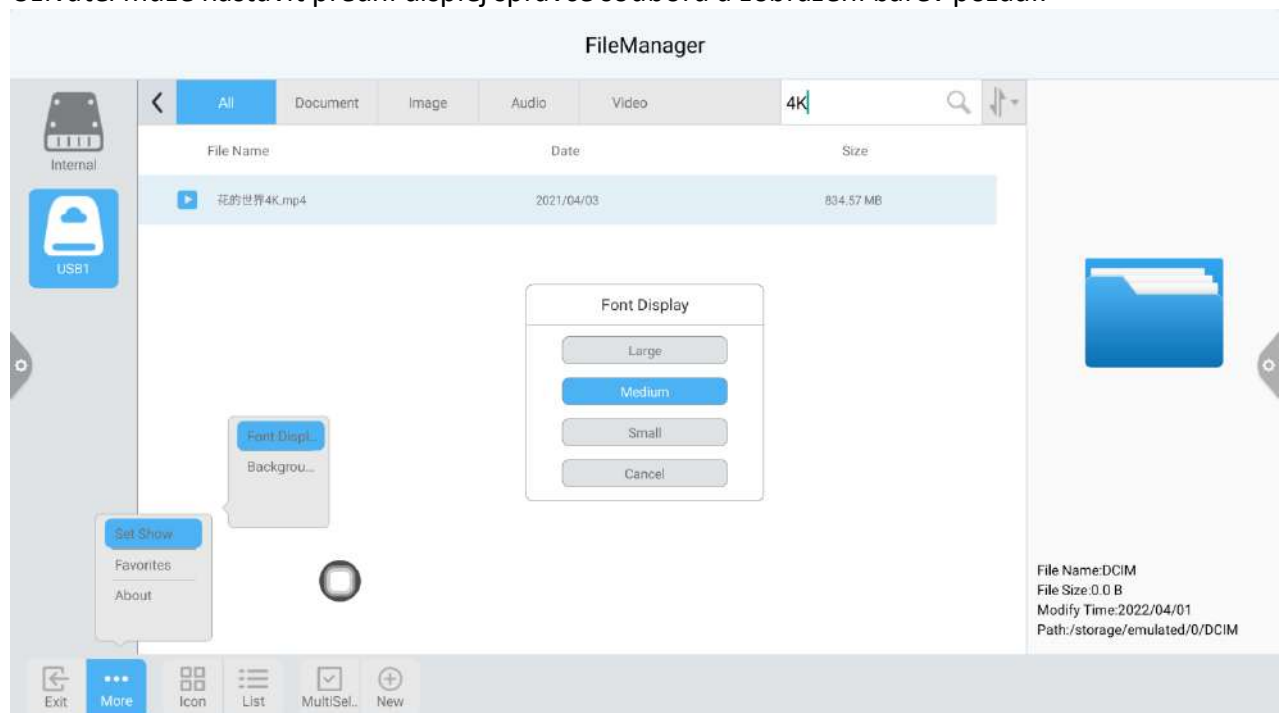 FileManager
All Document Image Audio Video 4K
Internal
File Name Date Size
花的世界4K.mp4 2021/04/03 834.57 MB
USB1
Font Display
Large
Medium
Small
Cancel
Font Displ...
Backgrou...
Set Show
Favorites
About
File Name:DCIM
File Size:0.0 B
Modify Time:2022/04/01
Path:/storage/emulated/0/DCIM
Exit More Icon List MultiSel.. New